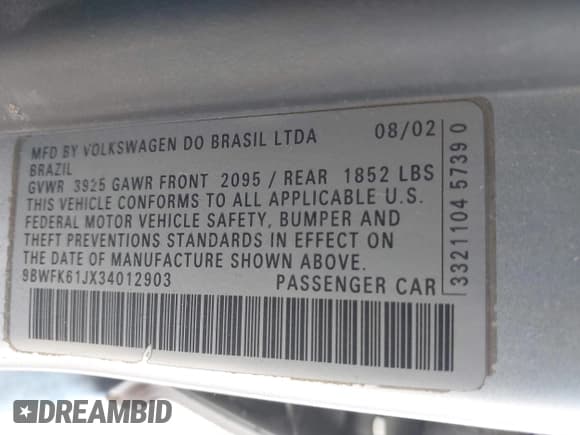 MFD BY VOLKSWAGEN DO BRASIL LTDA 08/02
BRAZIL
GVWR 3925 GAWR FRONT 2095 / REAR 1852 LBS
THIS VEHICLE CONFORMS TO ALL APPLICABLE U.S.
FEDERAL MOTOR VEHICLE SAFETY, BUMPER AND
THEFT PREVENTIONS STANDARDS IN EFFECT ON
THE DATE OF MANUFACTURE SHOWN ABOVE.
9BWFK61JX34012903 PASSENGER CAR
3321104 57390
DREAMBID